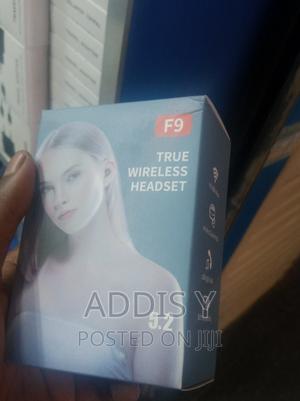 F9
TRUE
WIRELESS
HEADSET
5.2
ADDIS Y
POSTED ON JIJI